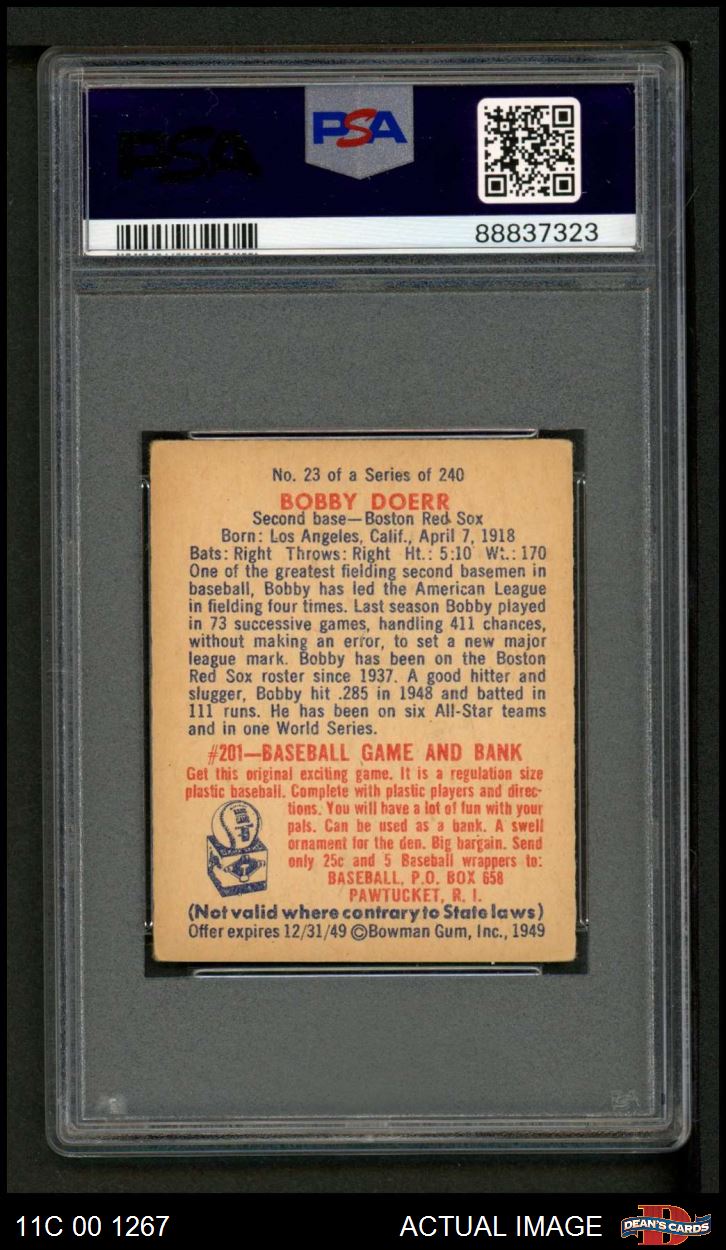 PSA
PSA
88837323
No. 23 of a Series of 240
BOBBY DOERR
Second base—Boston Red Sox
Born: Los Angeles, Calif., April 7, 1918
Bats: Right Throws: Right Ht.: 5:10 Wt.: 170
One of the greatest fielding second basemen in
baseball, Bobby has led the American League
in fielding four times. Last season Bobby played
in 73 successive games, handling 411 chances,
without making an error, to set a new major
league mark. Bobby has been on the Boston
Red Sox roster since 1937. A good hitter and
slugger, Bobby hit .285 in 1948 and batted in
111 runs. He has been on six All-Star teams
and in one World Series.
#201—BASEBALL GAME AND BANK
Get this original exciting game. It is a regulation size
plastic baseball. Complete with plastic players and direc-
tions. You will have a lot of fun with your
pals. Can be used as a bank. A swell
ornament for the den. Big bargain. Send
only 25c and 5 Baseball wrappers to:
BASEBALL, P.O. BOX 658
PAWTUCKET, R. I.
(Not valid where contrary to State laws)
Offer expires 12/31/49 ©Bowman Gum, Inc., 1949
11C 00 1267
ACTUAL IMAGE
DEAN'S CARDS